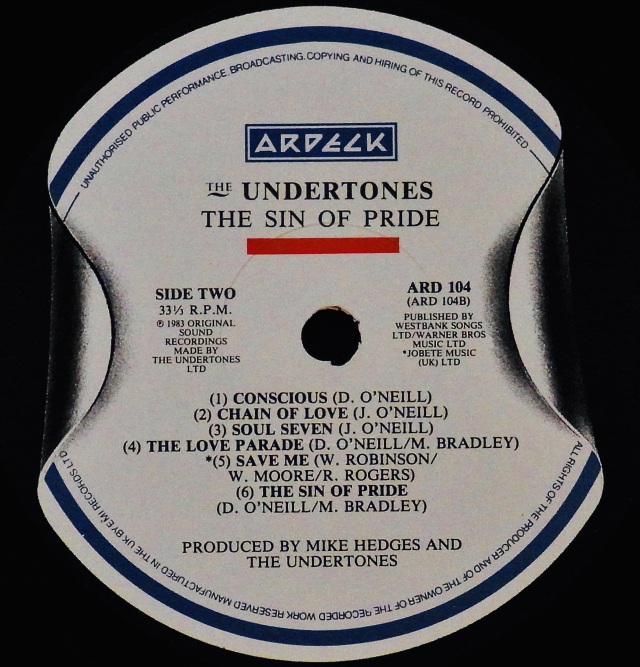 UNAUTHORISED PUBLIC PERFORMANCE. BROADCASTING. COPYING AND HIRING OF THIS RECORD PROHIBITED
ARDECK
THE UNDERTONES
THE SIN OF PRIDE
SIDE TWO
33⅓ R.P.M.
℗ 1983 ORIGINAL
SOUND
RECORDINGS
MADE BY
THE UNDERTONES
LTD
ARD 104
(ARD 104B)
PUBLISHED BY
WESTBANK SONGS
LTD/WARNER BROS
MUSIC LTD
*JOBETE MUSIC
(UK) LTD
(1) CONSCIOUS (D. O'NEILL)
(2) CHAIN OF LOVE (J. O'NEILL)
(3) SOUL SEVEN (J. O'NEILL)
(4) THE LOVE PARADE (D. O'NEILL/M. BRADLEY)
*(5) SAVE ME (W. ROBINSON/
W. MOORE/R. ROGERS)
(6) THE SIN OF PRIDE
(D. O'NEILL/M. BRADLEY)
PRODUCED BY MIKE HEDGES AND
THE UNDERTONES
ALL RIGHTS OF THE PRODUCER AND OF THE OWNER OF THE RECORDED WORK RESERVED MANUFACTURED IN THE UK BY EMI RECORDS LTD